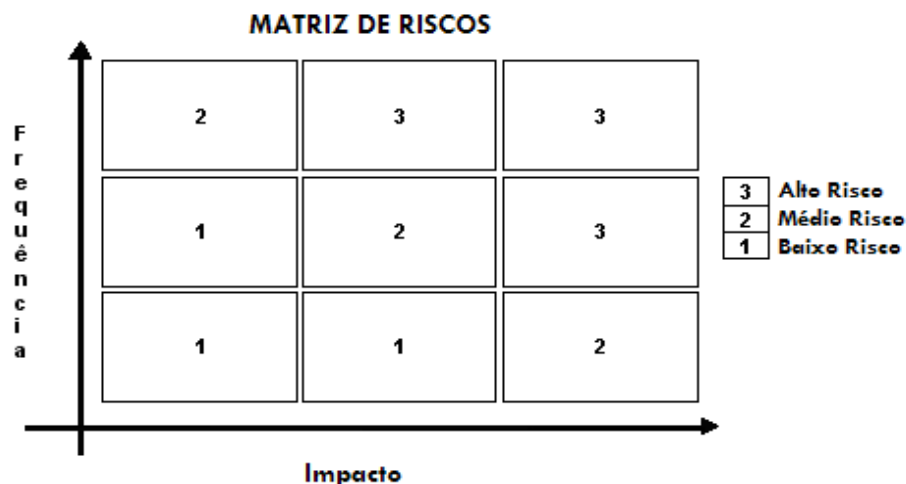 MATRIZ DE RISCOS
Frequência
2 3 3
1 2 3
1 1 2
Impacto
3 Alto Risco
2 Médio Risco
1 Baixo Risco